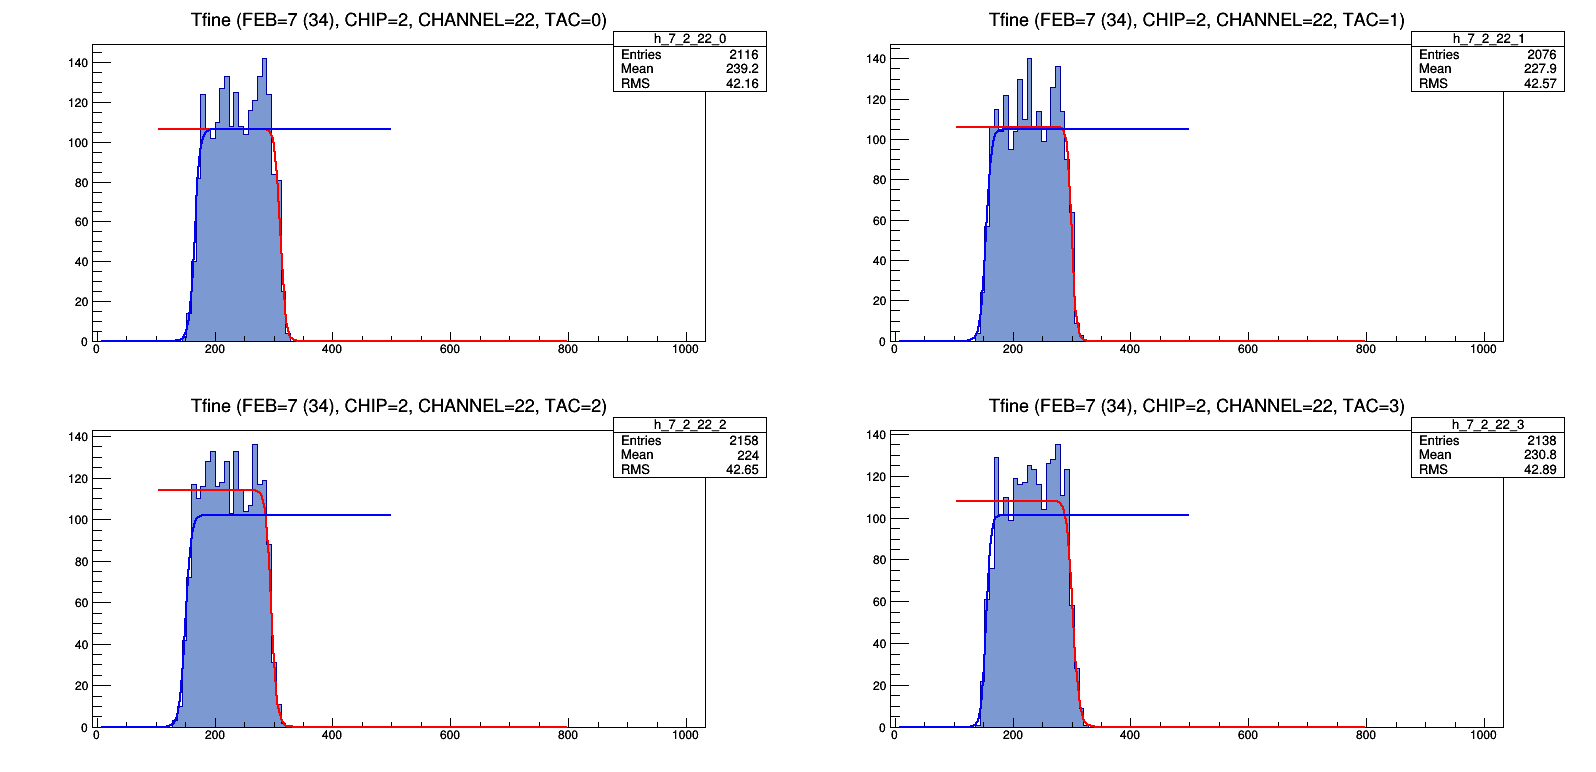 Tfine (FEB=7 (34), CHIP=2, CHANNEL=22, TAC=0)
h_7_2_22_0
Entries 2116
Mean 239.2
RMS 42.16
140
120
100
80
60
40
20
0
0 200 400 600 800 1000
Tfine (FEB=7 (34), CHIP=2, CHANNEL=22, TAC=1)
h_7_2_22_1
Entries 2076
Mean 227.9
RMS 42.57
140
120
100
80
60
40
20
0
0 200 400 600 800 1000
Tfine (FEB=7 (34), CHIP=2, CHANNEL=22, TAC=2)
h_7_2_22_2
Entries 2158
Mean 224
RMS 42.65
140
120
100
80
60
40
20
0
0 200 400 600 800 1000
Tfine (FEB=7 (34), CHIP=2, CHANNEL=22, TAC=3)
h_7_2_22_3
Entries 2138
Mean 230.8
RMS 42.89
140
120
100
80
60
40
20
0
0 200 400 600 800 1000